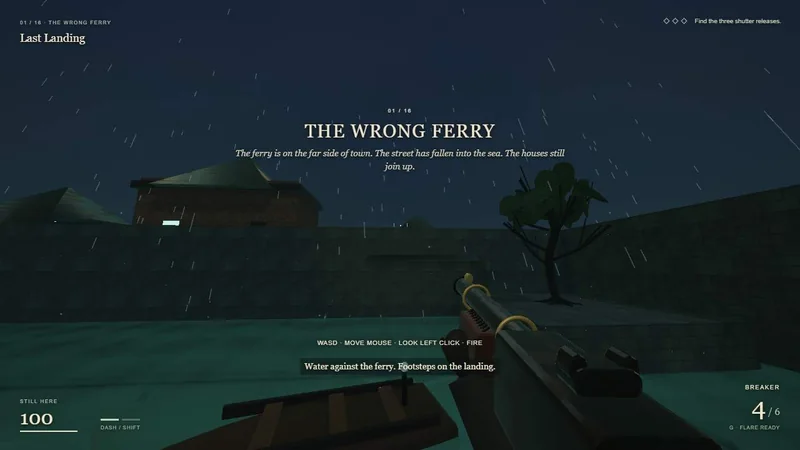 01 / 18 · THE WRONG FERRY
Last Landing
Find the three shutter releases.
01 / 18
THE WRONG FERRY
The ferry is on the far side of town. The street has fallen into the sea. The houses still
join up.
WASD · MOVE MOUSE · LOOK LEFT CLICK · FIRE
Water against the ferry. Footsteps on the landing.
STILL HERE
100
DASH / SHIFT
BREAKER
4 / 6
G · FLARE READY